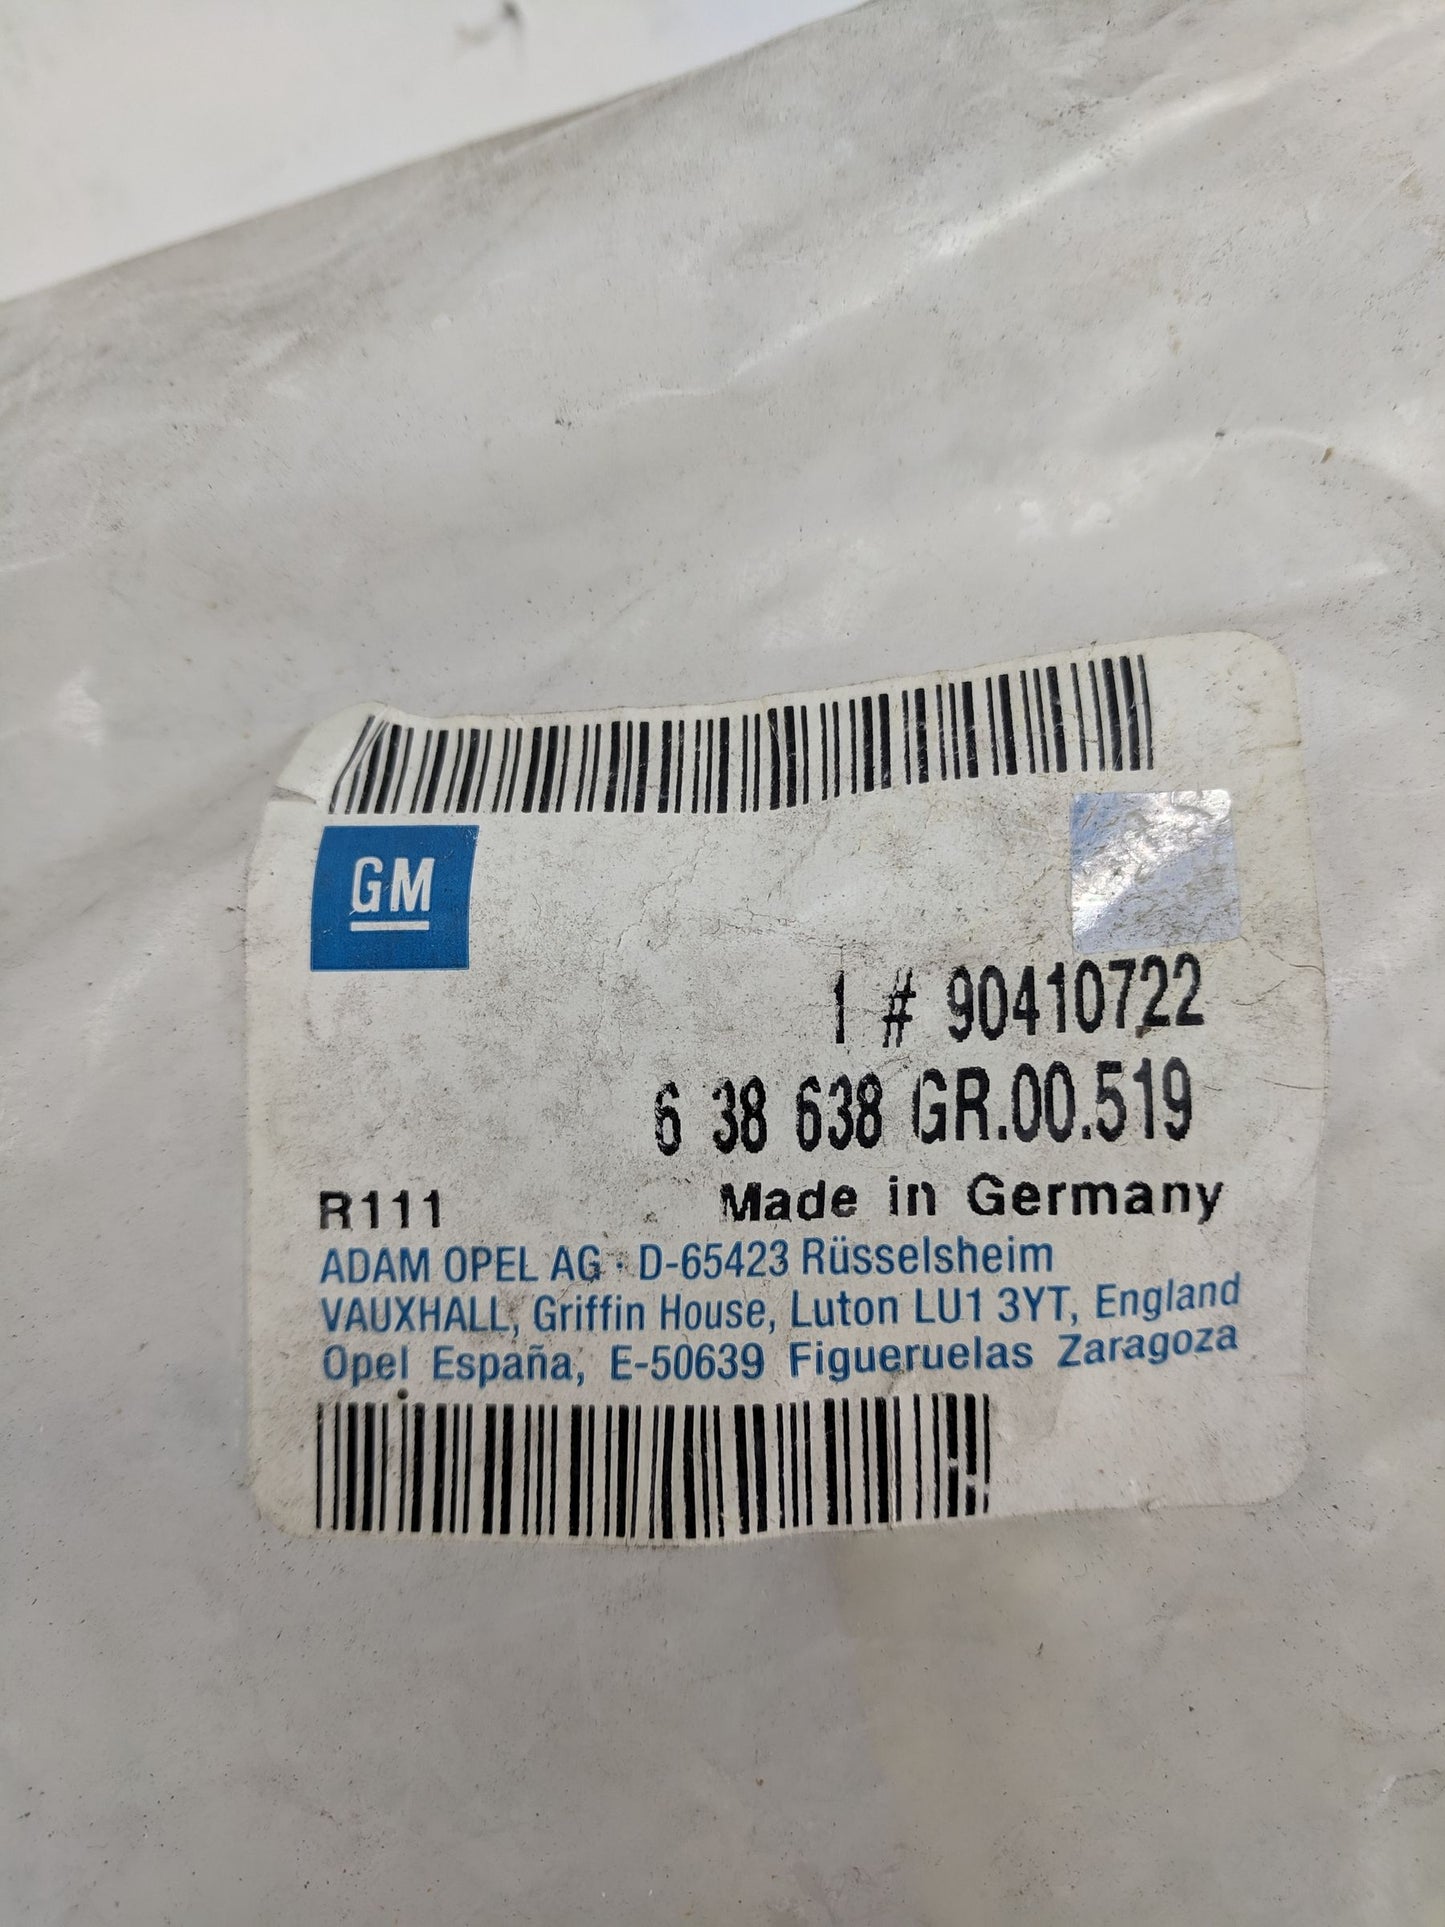 GM
1 # 90410722
6 38 638 GR.00.519
R111 Made in Germany
ADAM OPEL AG · D-65423 Rüsselsheim
VAUXHALL, Griffin House, Luton LU1 3YT, England
Opel España, E-50639 Figueruelas Zaragoza